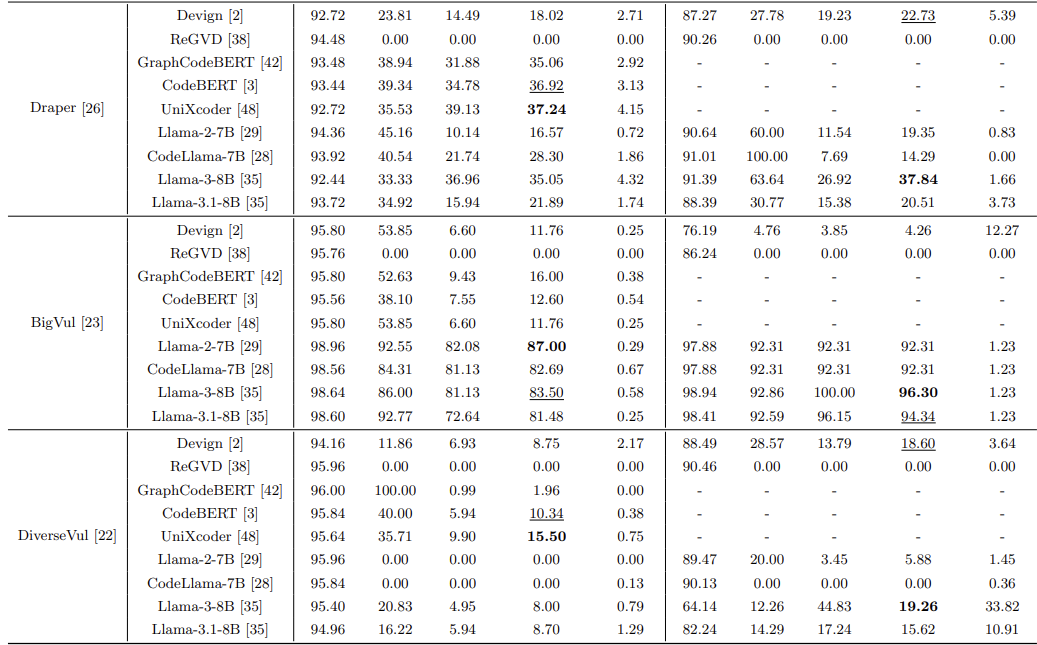 Devign [2] 92.72 23.81 14.49 18.02 2.71 87.27 27.78 19.23 22.73 5.39
ReGVD [38] 94.48 0.00 0.00 0.00 0.00 90.26 0.00 0.00 0.00 0.00
GraphCodeBERT [42] 93.48 38.94 31.88 35.06 2.92 - - - - -
CodeBERT [3] 93.44 39.34 34.78 36.92 3.13 - - - - -
Draper [26] UniXcoder [48] 92.72 35.53 39.13 37.24 4.15 - - - - -
Llama-2-7B [29] 94.36 45.16 10.14 16.57 0.72 90.64 60.00 11.54 19.35 0.83
CodeLlama-7B [28] 93.92 40.54 21.74 28.30 1.86 91.01 100.00 7.69 14.29 0.00
Llama-3-8B [35] 92.44 33.33 36.96 35.05 4.32 91.39 63.64 26.92 37.84 1.66
Llama-3.1-8B [35] 93.72 34.92 15.94 21.89 1.74 88.39 30.77 15.38 20.51 3.73
Devign [2] 95.80 53.85 6.60 11.76 0.25 76.19 4.76 3.85 4.26 12.27
ReGVD [38] 95.76 0.00 0.00 0.00 0.00 86.24 0.00 0.00 0.00 0.00
GraphCodeBERT [42] 95.80 52.63 9.43 16.00 0.38 - - - - -
CodeBERT [3] 95.56 38.10 7.55 12.60 0.54 - - - - -
BigVul [23] UniXcoder [48] 95.80 53.85 6.60 11.76 0.25 - - - - -
Llama-2-7B [29] 98.96 92.55 82.08 87.00 0.29 97.88 92.31 92.31 92.31 1.23
CodeLlama-7B [28] 98.56 84.31 81.13 82.69 0.67 97.88 92.31 92.31 92.31 1.23
Llama-3-8B [35] 98.64 86.00 81.13 83.50 0.58 98.94 92.86 100.00 96.30 1.23
Llama-3.1-8B [35] 98.60 92.77 72.64 81.48 0.25 98.41 92.59 96.15 94.34 1.23
Devign [2] 94.16 11.86 6.93 8.75 2.17 88.49 28.57 13.79 18.60 3.64
ReGVD [38] 95.96 0.00 0.00 0.00 0.00 90.46 0.00 0.00 0.00 0.00
GraphCodeBERT [42] 96.00 100.00 0.99 1.96 0.00 - - - - -
CodeBERT [3] 95.84 40.00 5.94 10.34 0.38 - - - - -
DiverseVul [22] UniXcoder [48] 95.64 35.71 9.90 15.50 0.75 - - - - -
Llama-2-7B [29] 95.96 0.00 0.00 0.00 0.00 89.47 20.00 3.45 5.88 1.45
CodeLlama-7B [28] 95.84 0.00 0.00 0.00 0.13 90.13 0.00 0.00 0.00 0.36
Llama-3-8B [35] 95.40 20.83 4.95 8.00 0.79 64.14 12.26 44.83 19.26 33.82
Llama-3.1-8B [35] 94.96 16.22 5.94 8.70 1.29 82.24 14.29 17.24 15.62 10.91